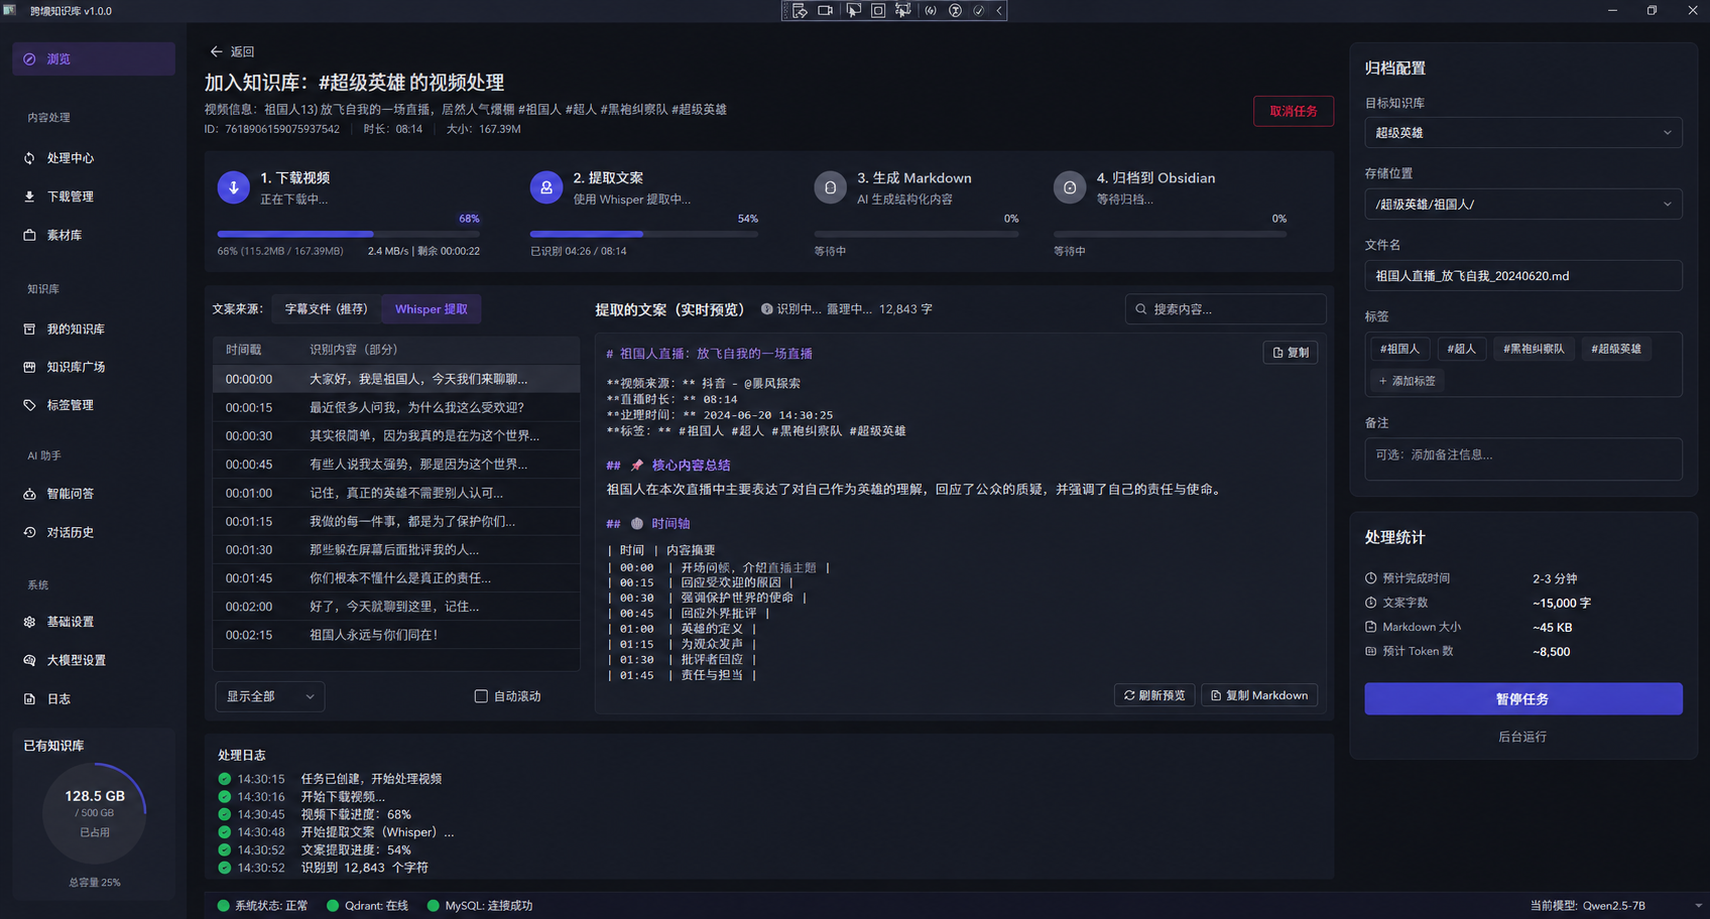 跨境知识库 v1.0.0
浏览
内容处理
处理中心
下载管理
素材库
知识库
我的知识库
知识库广场
标签管理
AI 助手
智能问答
对话历史
系统
基础设置
大模型设置
日志
已有知识库
128.5 GB
/ 500 GB
已占用
总容量 25%
返回
加入知识库：#超级英雄 的视频处理
视频信息：祖国人13) 放飞自我的一场直播，居然人气爆棚 #祖国人 #超人 #黑袍纠察队 #超级英雄
ID: 7618906159075937542 时长: 08:14 大小: 167.39M
取消任务
1. 下载视频
正在下载中...
68%
68% (115.2MB / 167.39MB) 2.4 MB/s | 剩余 00:00:22
2. 提取文案
使用 Whisper 提取中...
54%
已识别 04:26 / 08:14
3. 生成 Markdown
AI 生成结构化内容
0%
等待中
4. 归档到 Obsidian
等待归档...
0%
等待中
文案来源： 字幕文件 (推荐) Whisper 提取
时间戳 识别内容（部分）
00:00:00 大家好，我是祖国人，今天我们来聊聊...
00:00:15 最近很多人问我，为什么我这么受欢迎？
00:00:30 其实很简单，因为我真的是在为这个世界...
00:00:45 有些人说我太强势，那是因为这个世界...
00:01:00 记住，真正的英雄不需要别人认可...
00:01:15 我做的每一件事，都是为了保护你们...
00:01:30 那些躲在屏幕后面批评我的人...
00:01:45 你们根本不懂什么是真正的责任...
00:02:00 好了，今天就聊到这里，记住...
00:02:15 祖国人永远与你们同在！
显示全部
自动滚动
提取的文案（实时预览） 识别中... 理中... 12,843 字
搜索内容...
复制
# 祖国人直播：放飞自我的一场直播
**视频来源：** 抖音 - @风探索
**直播时长：** 08:14
**业理时间：** 2024-06-20 14:30:25
**标签：** #祖国人 #超人 #黑袍纠察队 #超级英雄
## 📌 核心内容总结
祖国人在本次直播中主要表达了对自己作为英雄的理解，回应了公众的质疑，并强调了自己的责任与使命。
## 时间轴
| 时间 | 内容摘要
| 00:00 | 开场问候，介绍直播主题 |
| 00:15 | 回应受欢迎的原因 |
| 00:30 | 强调保护世界的使命 |
| 00:45 | 回应外界批评 |
| 01:00 | 英雄的定义 |
| 01:15 | 为观众发声 |
| 01:30 | 批评者回应 |
| 01:45 | 责任与担当 |
刷新预览 复制 Markdown
处理日志
14:30:15 任务已创建，开始处理视频
14:30:16 开始下载视频...
14:30:45 视频下载进度：68%
14:30:48 开始提取文案（Whisper）...
14:30:52 文案提取进度：54%
14:30:52 识别到 12,843 个字符
系统状态: 正常 Qdrant: 在线 MySQL: 连接成功
归档配置
目标知识库
超级英雄
存储位置
/超级英雄/祖国人/
文件名
祖国人直播_放飞自我_20240620.md
标签
#祖国人 #超人 #黑袍纠察队 #超级英雄
+ 添加标签
备注
可选：添加备注信息...
处理统计
预计完成时间 2-3 分钟
文案字数 ~15,000 字
Markdown 大小 ~45 KB
预计 Token 数 ~8,500
暂停任务
后台运行
当前模型: Qwen2.5-7B